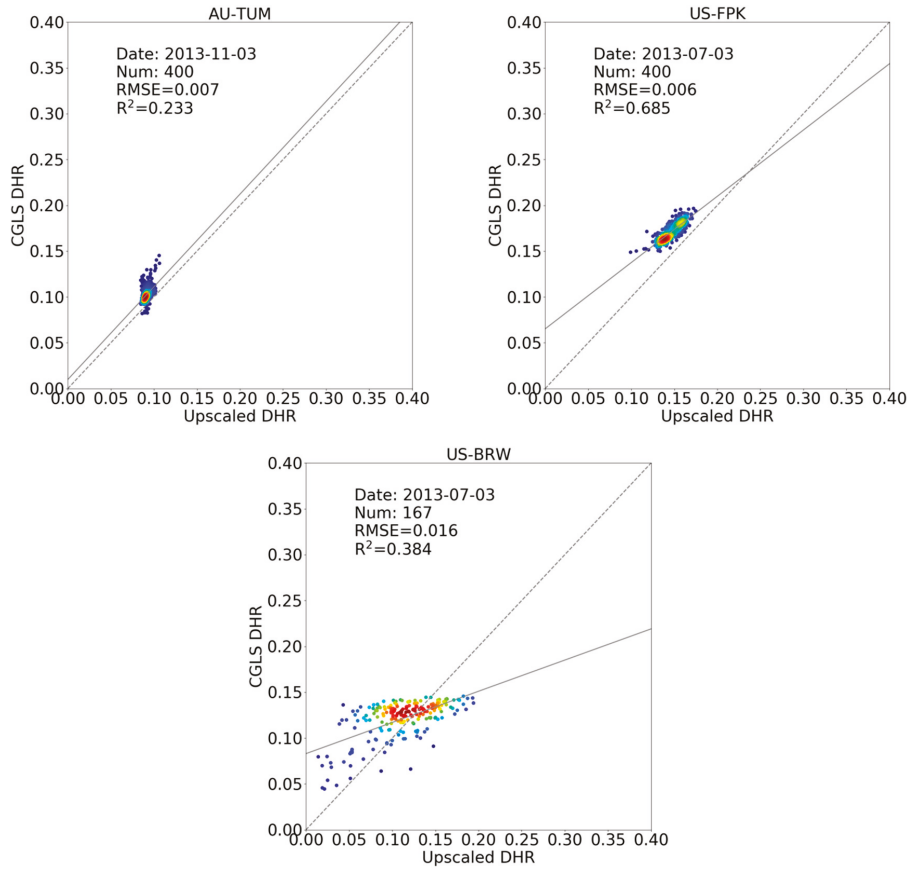 AU-TUM
Date: 2013-11-03
Num: 400
RMSE=0.007
R²=0.233
0.40
0.35
0.30
0.25
0.20
0.15
0.10
0.05
0.00
CGLS DHR
0.00 0.05 0.10 0.15 0.20 0.25 0.30 0.35 0.40
Upscaled DHR
US-FPK
Date: 2013-07-03
Num: 400
RMSE=0.006
R²=0.685
0.40
0.35
0.30
0.25
0.20
0.15
0.10
0.05
0.00
CGLS DHR
0.00 0.05 0.10 0.15 0.20 0.25 0.30 0.35 0.40
Upscaled DHR
US-BRW
Date: 2013-07-03
Num: 167
RMSE=0.016
R²=0.384
0.40
0.35
0.30
0.25
0.20
0.15
0.10
0.05
0.00
CGLS DHR
0.00 0.05 0.10 0.15 0.20 0.25 0.30 0.35 0.40
Upscaled DHR